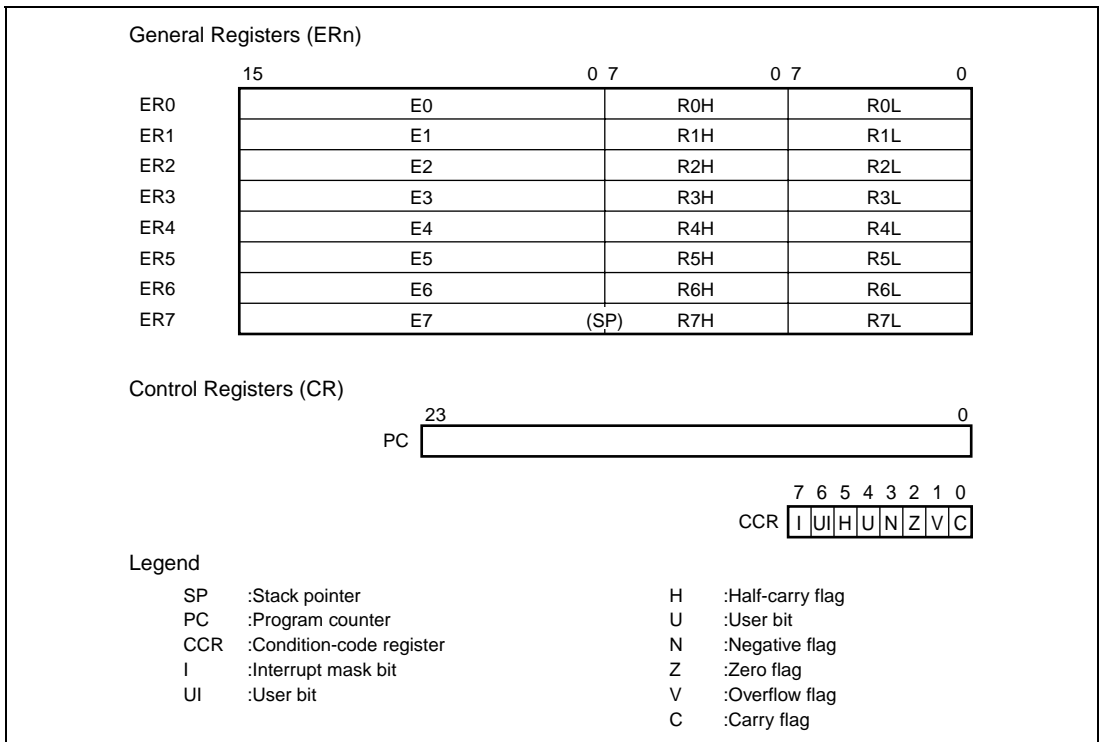 General Registers (ERn)
15 0 7 0 7 0
ER0 E0 R0H R0L
ER1 E1 R1H R1L
ER2 E2 R2H R2L
ER3 E3 R3H R3L
ER4 E4 R4H R4L
ER5 E5 R5H R5L
ER6 E6 R6H R6L
ER7 E7 (SP) R7H R7L
Control Registers (CR)
23 0
PC
7 6 5 4 3 2 1 0
CCR I UI H U N Z V C
Legend
SP :Stack pointer
PC :Program counter
CCR :Condition-code register
I :Interrupt mask bit
UI :User bit
H :Half-carry flag
U :User bit
N :Negative flag
Z :Zero flag
V :Overflow flag
C :Carry flag